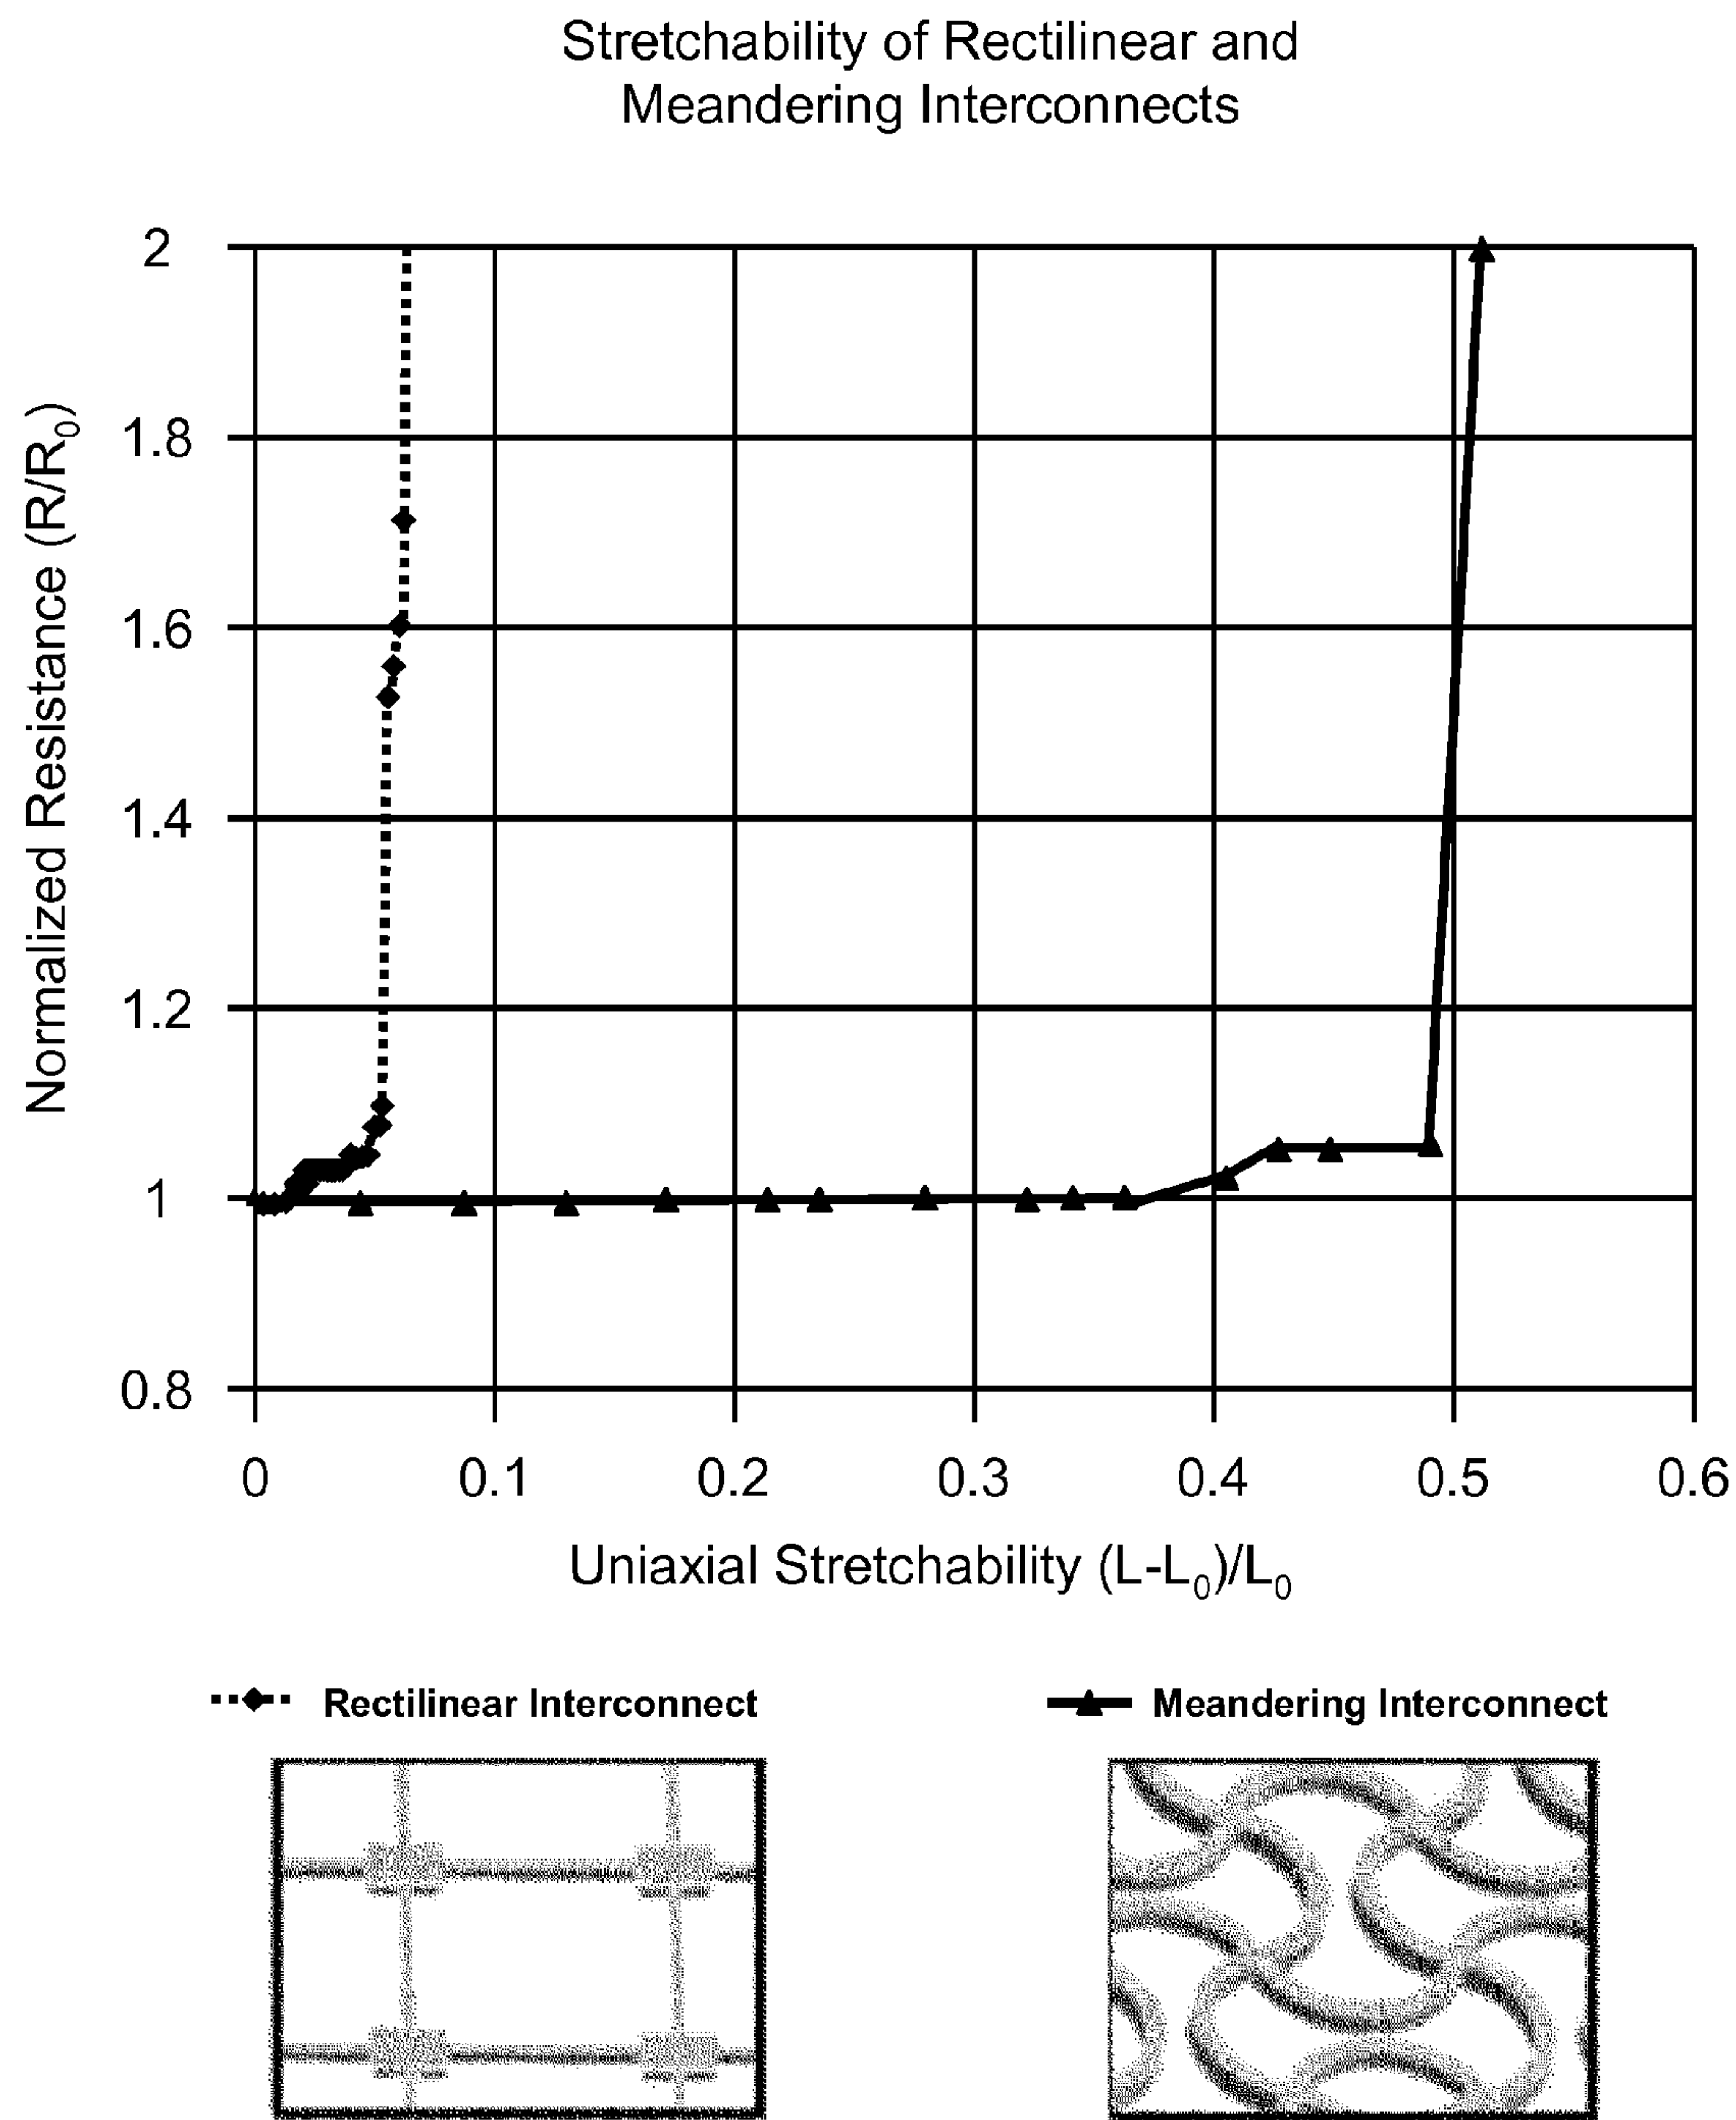 Stretchability of Rectilinear and
Meandering Interconnects
Normalized Resistance (R/R₀)
2
1.8
1.6
1.4
1.2
1
0.8
0 0.1 0.2 0.3 0.4 0.5 0.6
Uniaxial Stretchability (L-L₀)/L₀
Rectilinear Interconnect
Meandering Interconnect